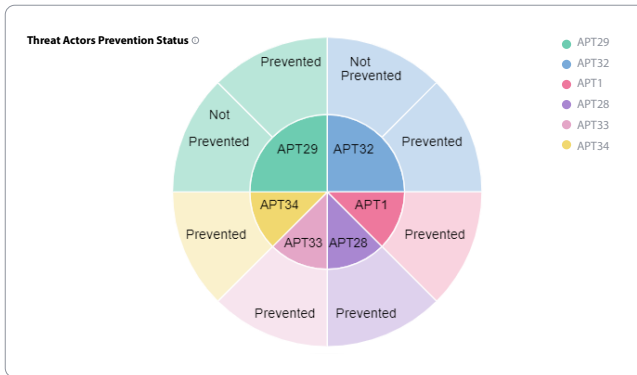 Threat Actors Prevention Status
Prevented
Not
Prevented
Not
Prevented
Prevented
APT29
APT32
APT34
APT1
APT33
APT28
Prevented
Prevented
Prevented
Prevented
APT29
APT32
APT1
APT28
APT33
APT34